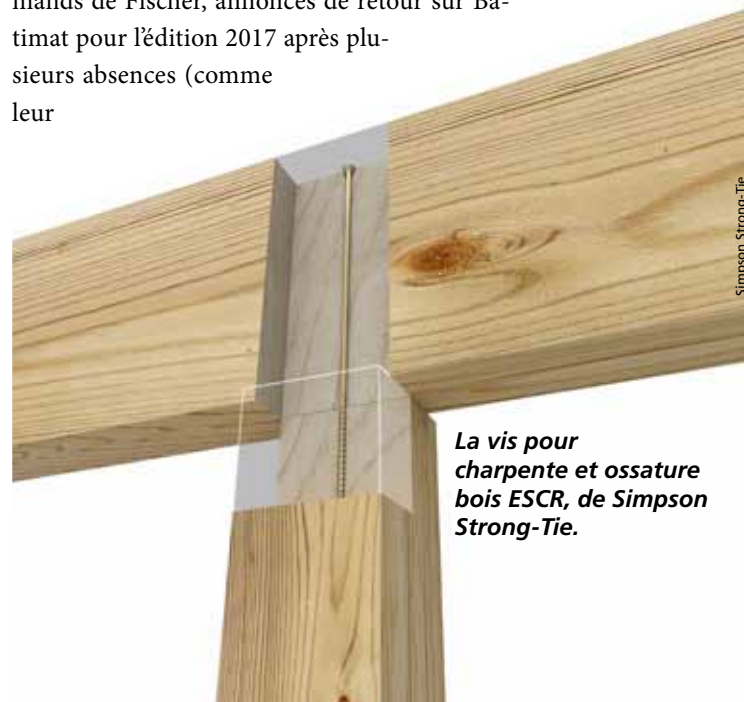 mands de Fischer, annoncés de retour sur Ba-
timat pour l'édition 2017 après plu-
sieurs absences (comme
leur
Simpson Strong-Tie
La vis pour
charpente et ossature
bois ESCR, de Simpson
Strong-Tie.